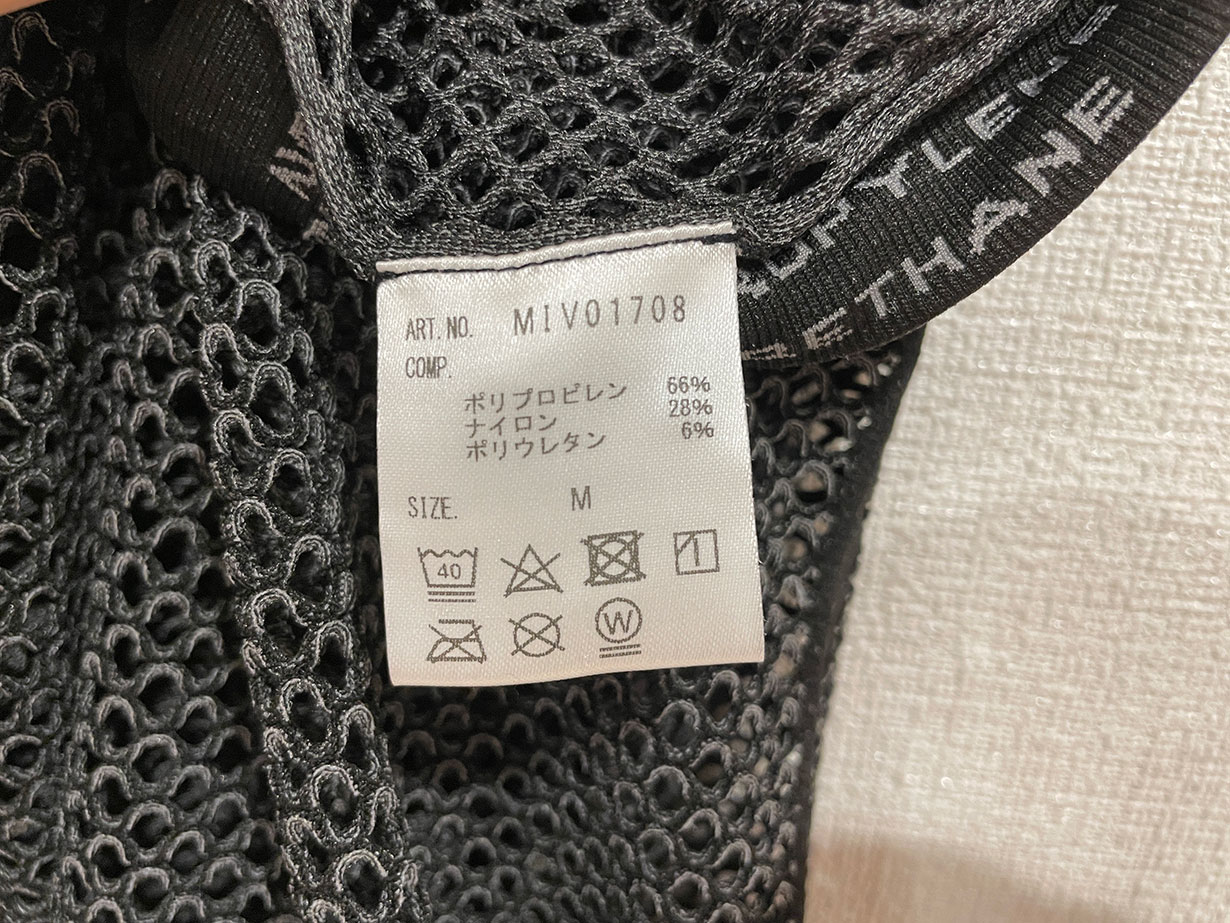 ETHANE
ART.NO. MIV01708
COMP.
ポリプロピレン 66%
ナイロン 28%
ポリウレタン 6%
SIZE. M
40
1
W